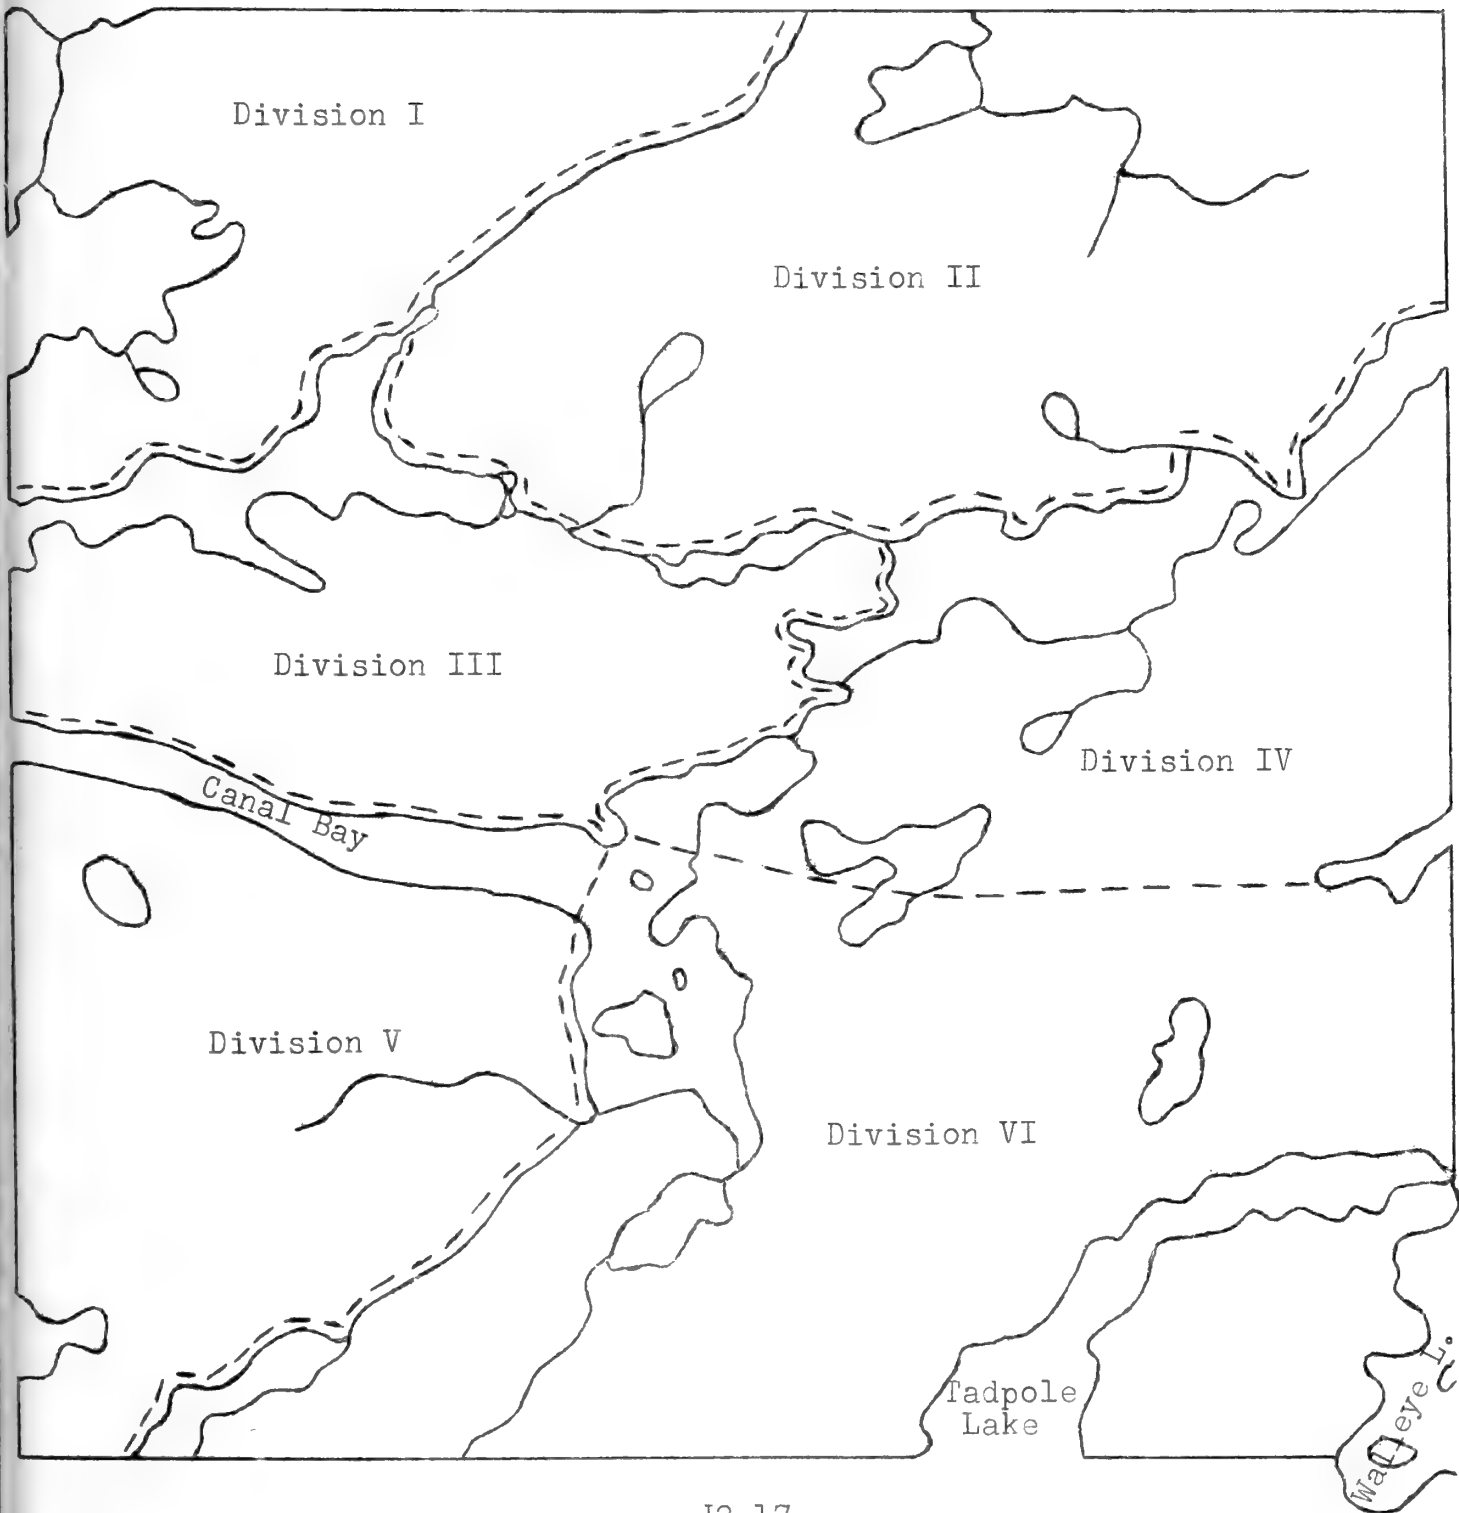 Division I
Division II
Division III
Division IV
Canal Bay
Division V
Division VI
Tadpole
Lake
Walleye L.